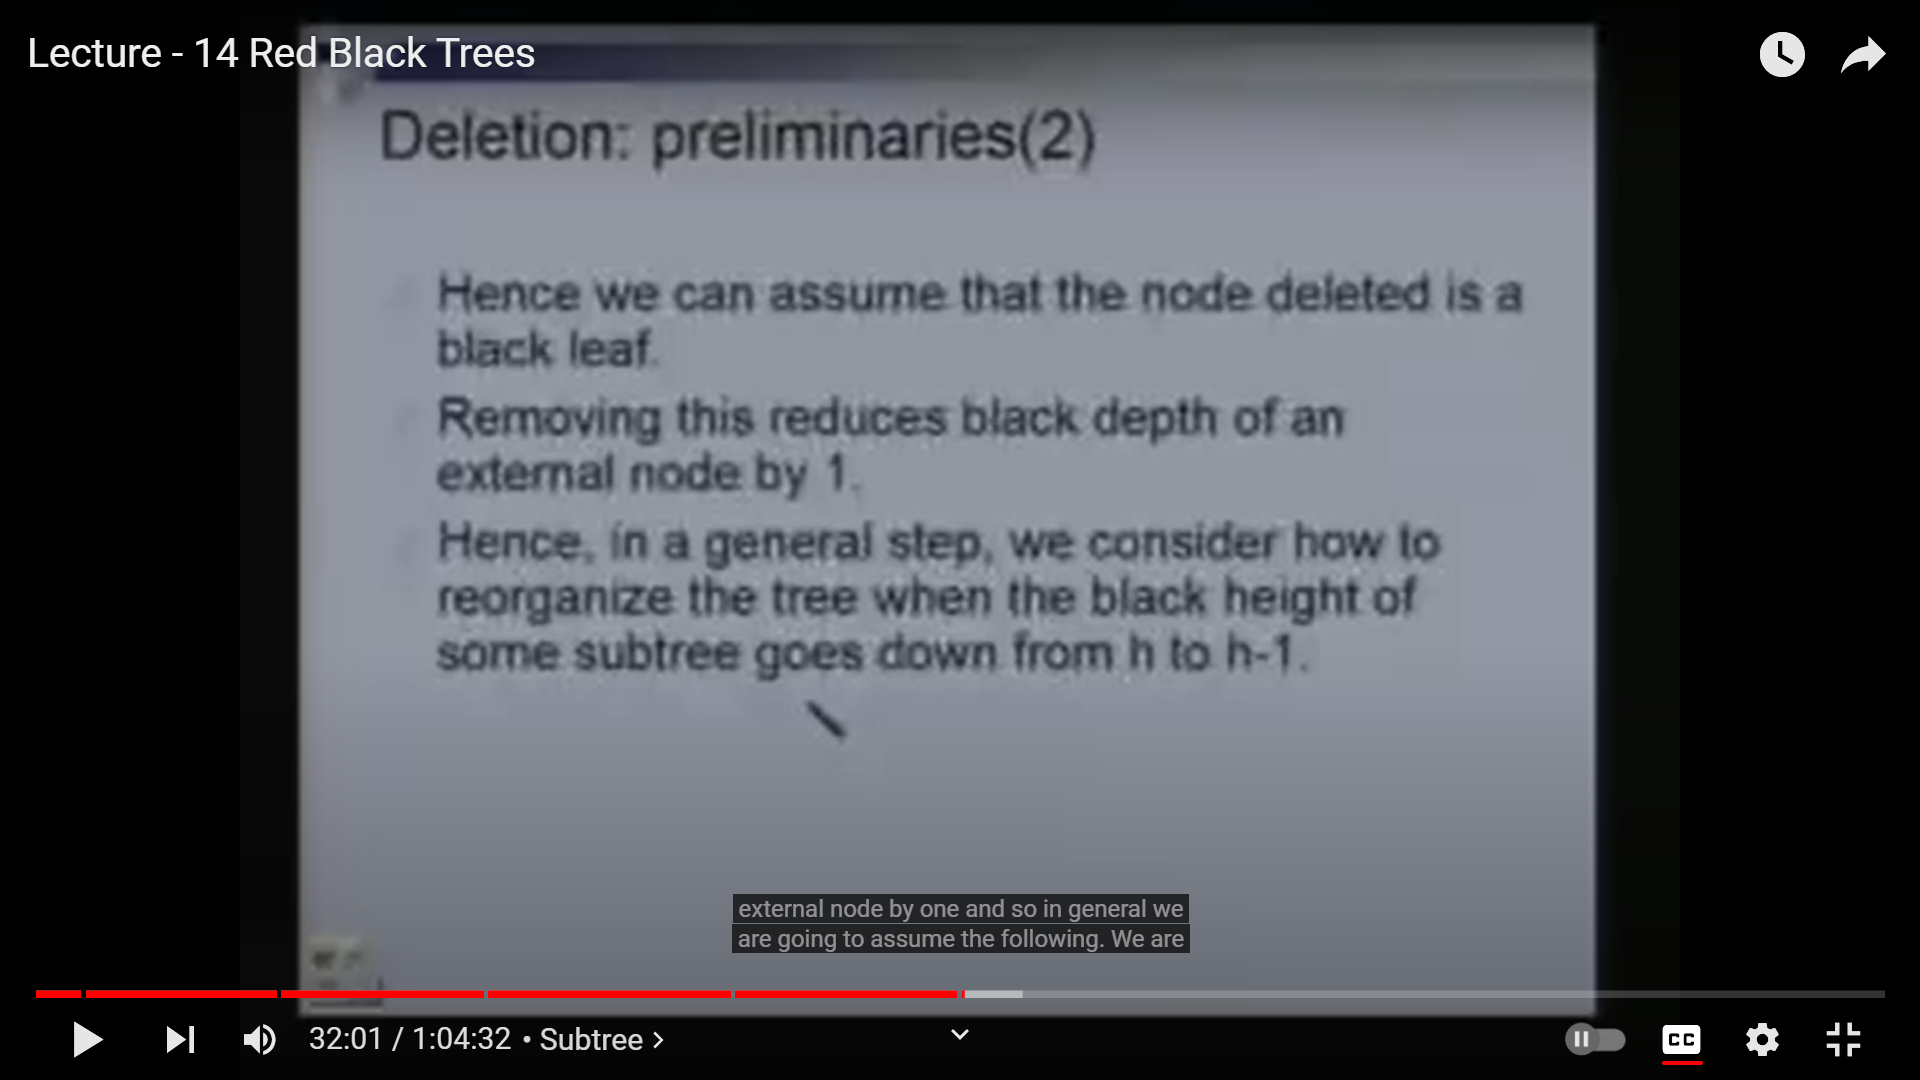 Lecture - 14 Red Black Trees
Deletion: preliminaries(2)
Hence we can assume that the node deleted is a
black leaf.
Removing this reduces black depth of an
external node by 1.
Hence, in a general step, we consider how to
reorganize the tree when the black height of
some subtree goes down from h to h-1.
external node by one and so in general we
are going to assume the following. We are
32:01 / 1:04:32 • Subtree >
CC